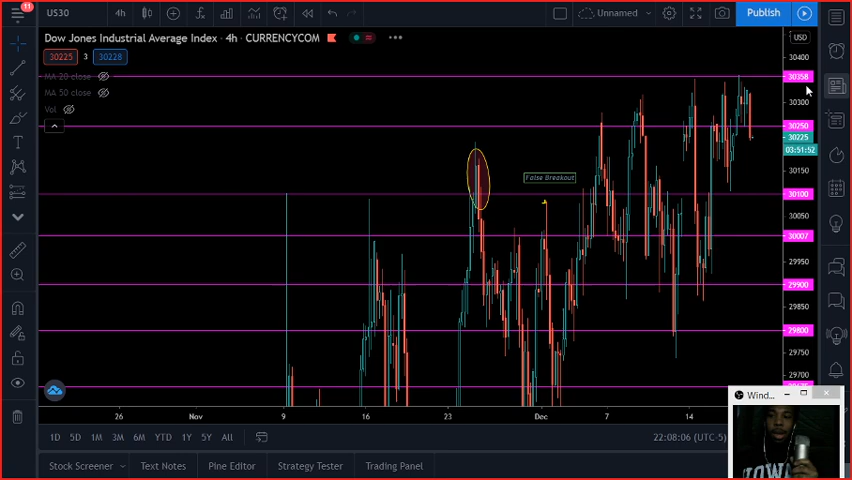 11
US30
4h
Unnamed
Publish
Dow Jones Industrial Average Index · 4h · CURRENCYCOM
USD
30225
3
30228
MA 20 close
MA 50 close
Vol
30400
30358
30300
30250
30225
03:51:52
30150
30100
30050
30007
29900
29850
29800
29750
29700
False Breakout
26
Nov
9
16
23
Dec
7
14
Wind...
1D 5D 1M 3M 6M YTD 1Y 5Y All
22:08:06 (UTC-5)
Stock Screener
Text Notes
Pine Editor
Strategy Tester
Trading Panel